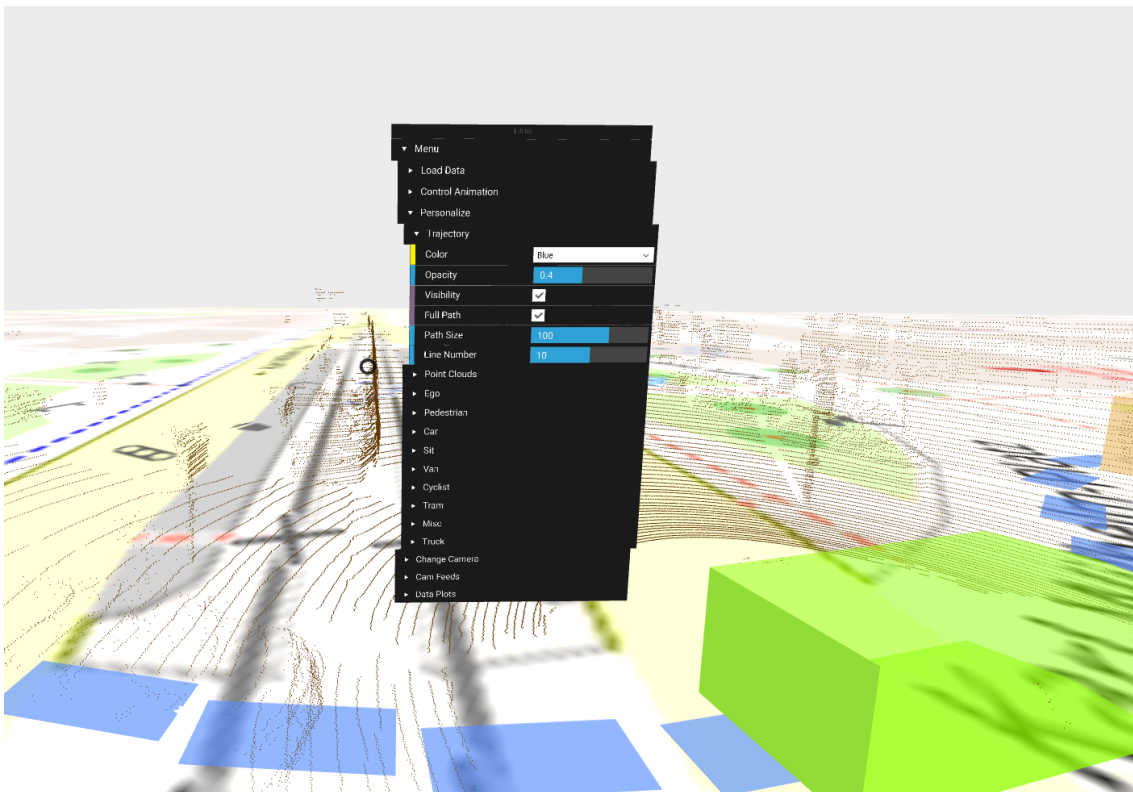 Menu
Load Data
Control Animation
Personalize
Trajectory
Color Blue
Opacity 0.4
Visibility
Full Path
Path Size 100
Line Number 10
Point Clouds
Ego
Pedestrian
Car
Sit
Van
Cyclist
Tram
Misc
Truck
Change Camera
Cam Feeds
Data Plots